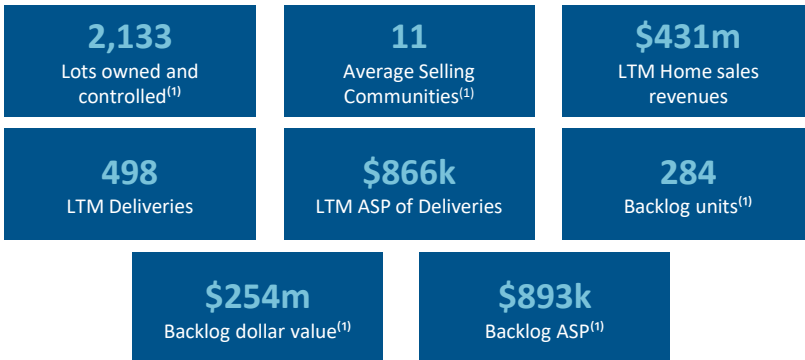 2,133
Lots owned and
controlled(1)
11
Average Selling
Communities(1)
$431m
LTM Home sales
revenues
498
LTM Deliveries
$866k
LTM ASP of Deliveries
284
Backlog units(1)
$254m
Backlog dollar value(1)
$893k
Backlog ASP(1)